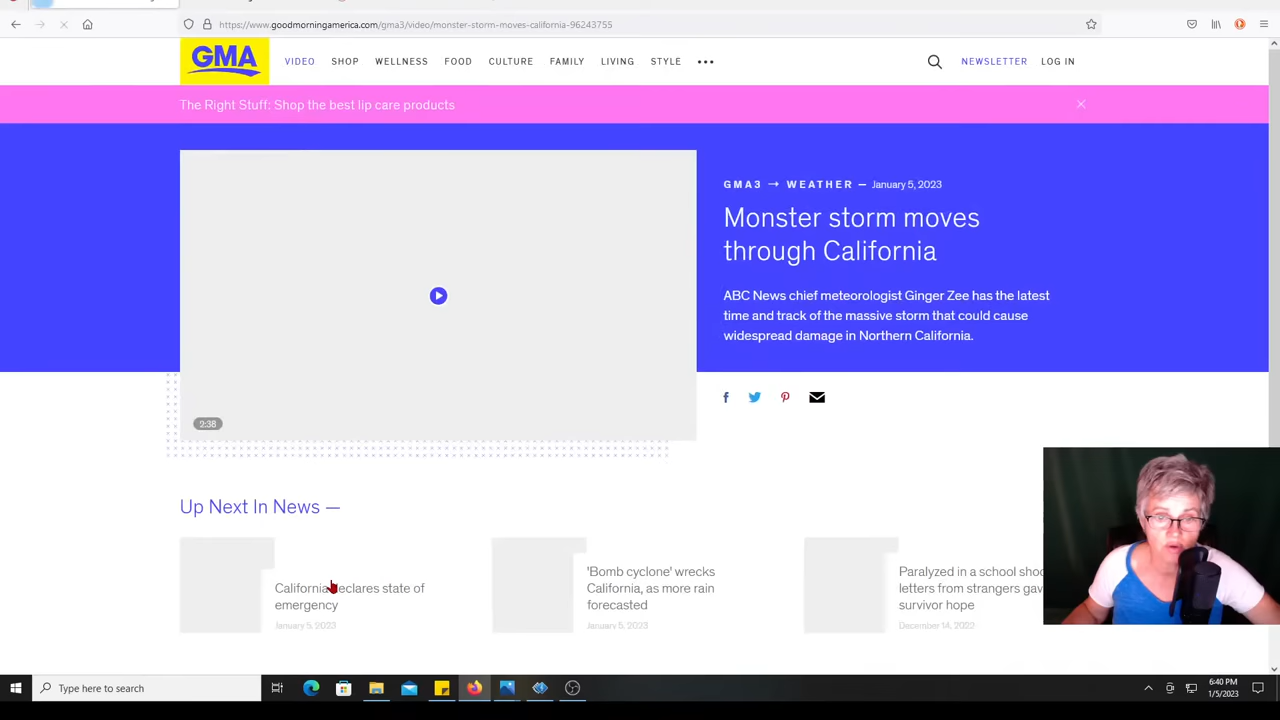 https://www.goodmorningamerica.com/gma3/video/monster-storm-moves-california-96243755
GMA
VIDEO SHOP WELLNESS FOOD CULTURE FAMILY LIVING STYLE ••• NEWSLETTER LOG IN
The Right Stuff: Shop the best lip care products
GMA3 → WEATHER — January 5, 2023
Monster storm moves
through California
ABC News chief meteorologist Ginger Zee has the latest
time and track of the massive storm that could cause
widespread damage in Northern California.
2:38
Up Next In News —
California declares state of
emergency
January 5, 2023
'Bomb cyclone' wrecks
California, as more rain
forecasted
January 5, 2023
Paralyzed in a school
letters from strangers
survivor hope
December 14, 2022
Type here to search
6:40 PM
1/5/2023